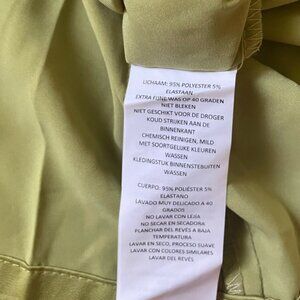 LICHAAM: 95% POLYESTER 5%
ELASTAAN
EXTRA FIJNE WAS OP 40 GRADEN
NIET BLEKEN
NIET GESCHIKT VOOR DE DROGER
KOUD STRIJKEN AAN DE
BINNENKANT
CHEMISCH REINIGEN, MILD
MET SOORTGELIJKE KLEUREN
WASSEN
KLEDINGSTUK BINNENSTEBUITEN
WASSEN
CUERPO: 95% POLIÉSTER 5%
ELASTANO
LAVADO MUY DELICADO A 40
GRADOS
NO LAVAR CON LEJÍA
NO SECAR EN SECADORA
PLANCHAR DEL REVÉS A BAJA
TEMPERATURA
LAVAR EN SECO, PROCESO SUAVE
LAVAR CON COLORES SIMILARES
LAVAR DEL REVÉS